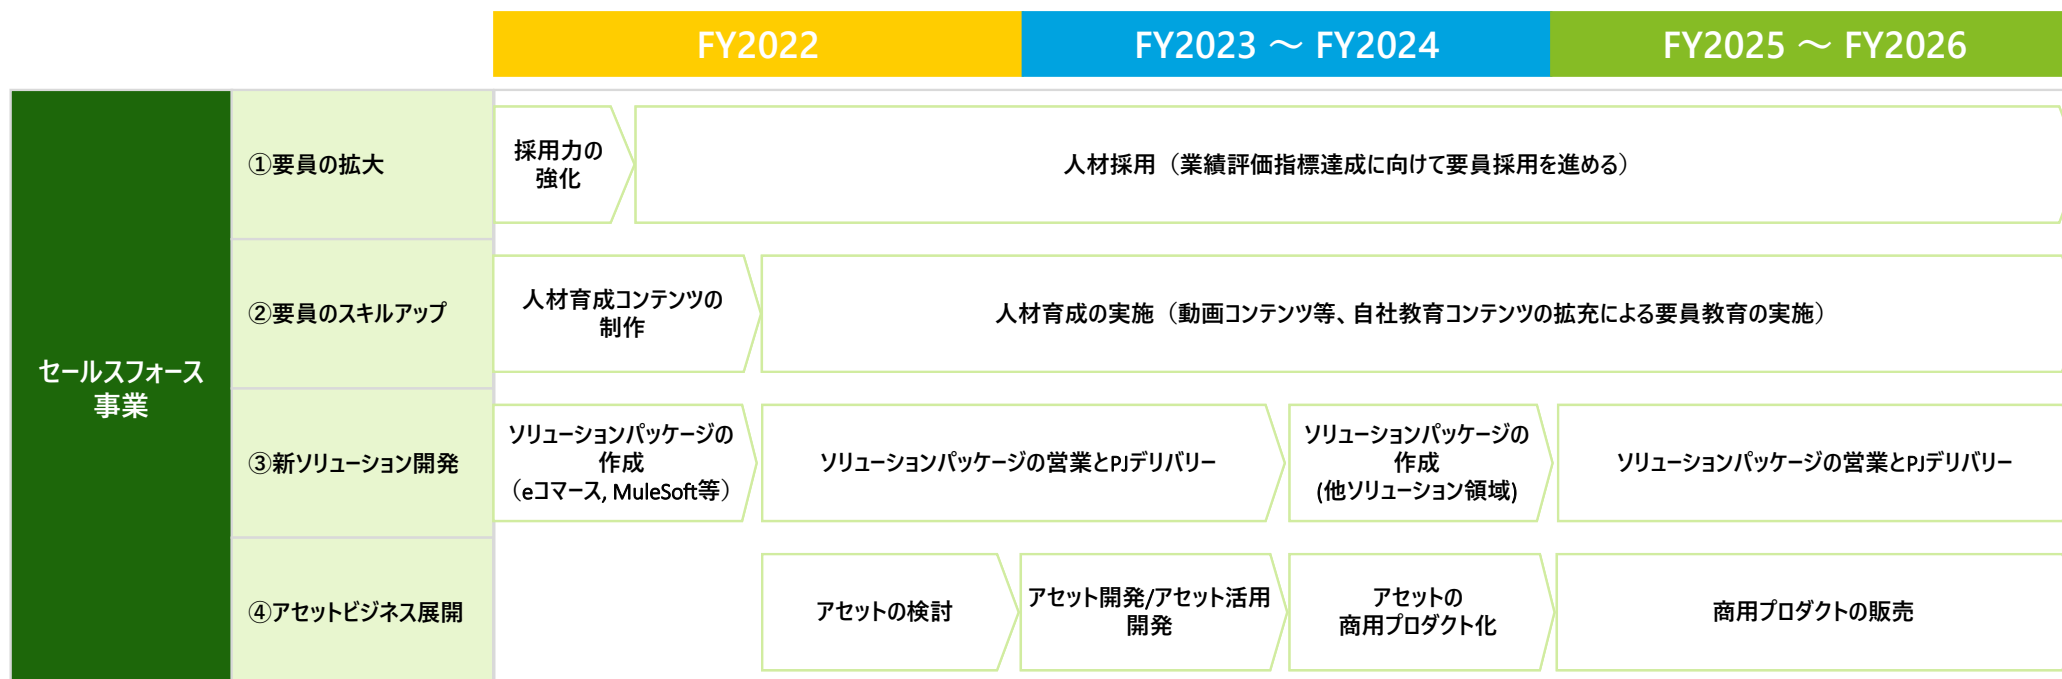 FY2022
FY2023 ～ FY2024
FY2025 ～ FY2026
セールスフォース
事業
①要員の拡大
採用力の
強化
人材採用（業績評価指標達成に向けて要員採用を進める）
②要員のスキルアップ
人材育成コンテンツの
制作
人材育成の実施（動画コンテンツ等、自社教育コンテンツの拡充による要員教育の実施）
③新ソリューション開発
ソリューションパッケージの
作成
（eコマース, MuleSoft等）
ソリューションパッケージの営業とPJデリバリー
ソリューションパッケージの
作成
(他ソリューション領域)
ソリューションパッケージの営業とPJデリバリー
④アセットビジネス展開
アセットの検討
アセット開発/アセット活用
開発
アセットの
商用プロダクト化
商用プロダクトの販売